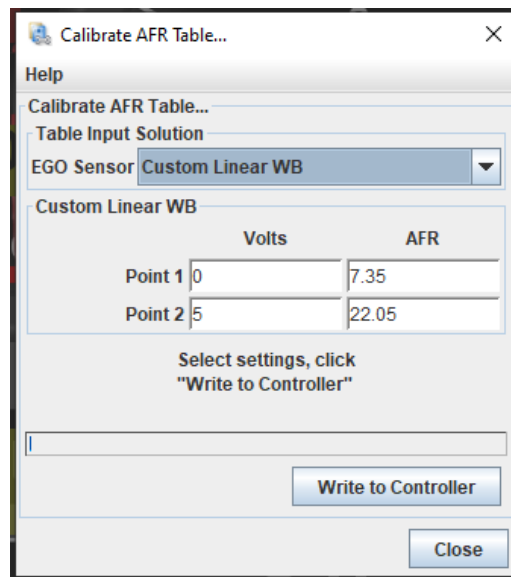 Calibrate AFR Table...
Help
Calibrate AFR Table...
Table Input Solution
EGO Sensor Custom Linear WB
Custom Linear WB
Volts AFR
Point 1 0 7.35
Point 2 5 22.05
Select settings, click
"Write to Controller"
Write to Controller
Close